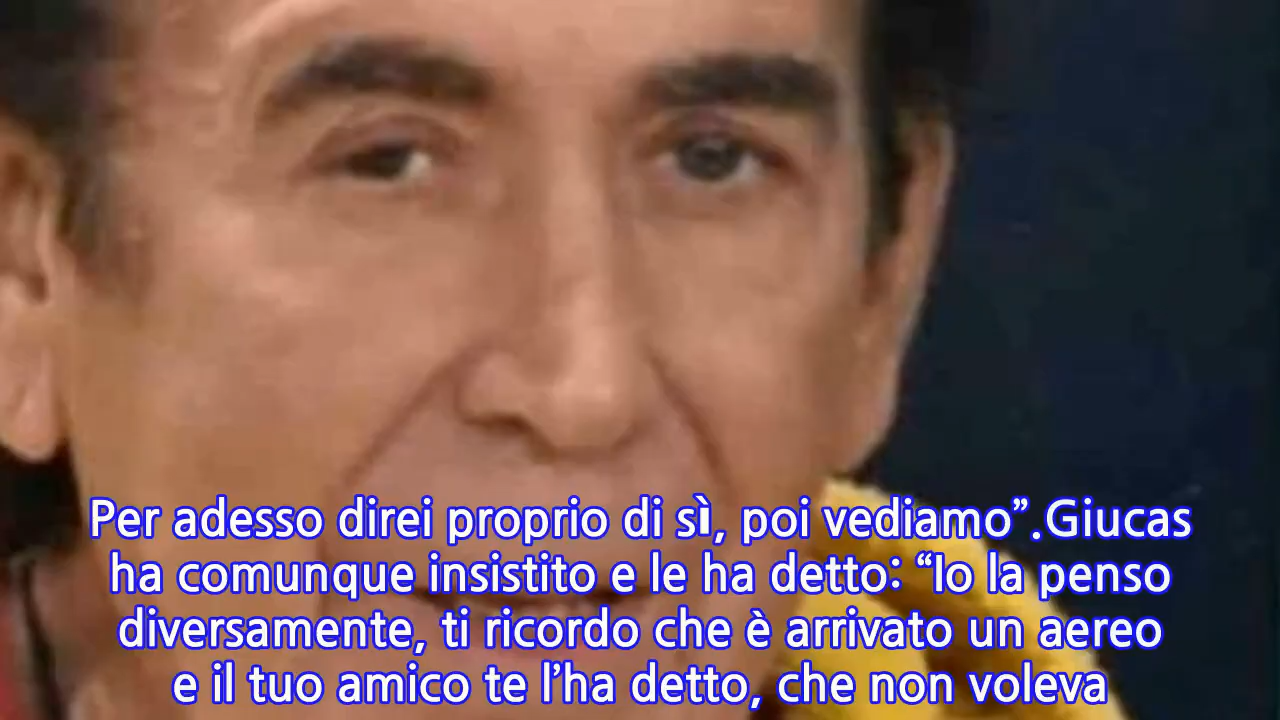 Per adesso direi proprio di sì, poi vediamo”.Giucas
ha comunque insistito e le ha detto: “Io la penso
diversamente, ti ricordo che è arrivato un aereo
e il tuo amico te l’ha detto, che non voleva